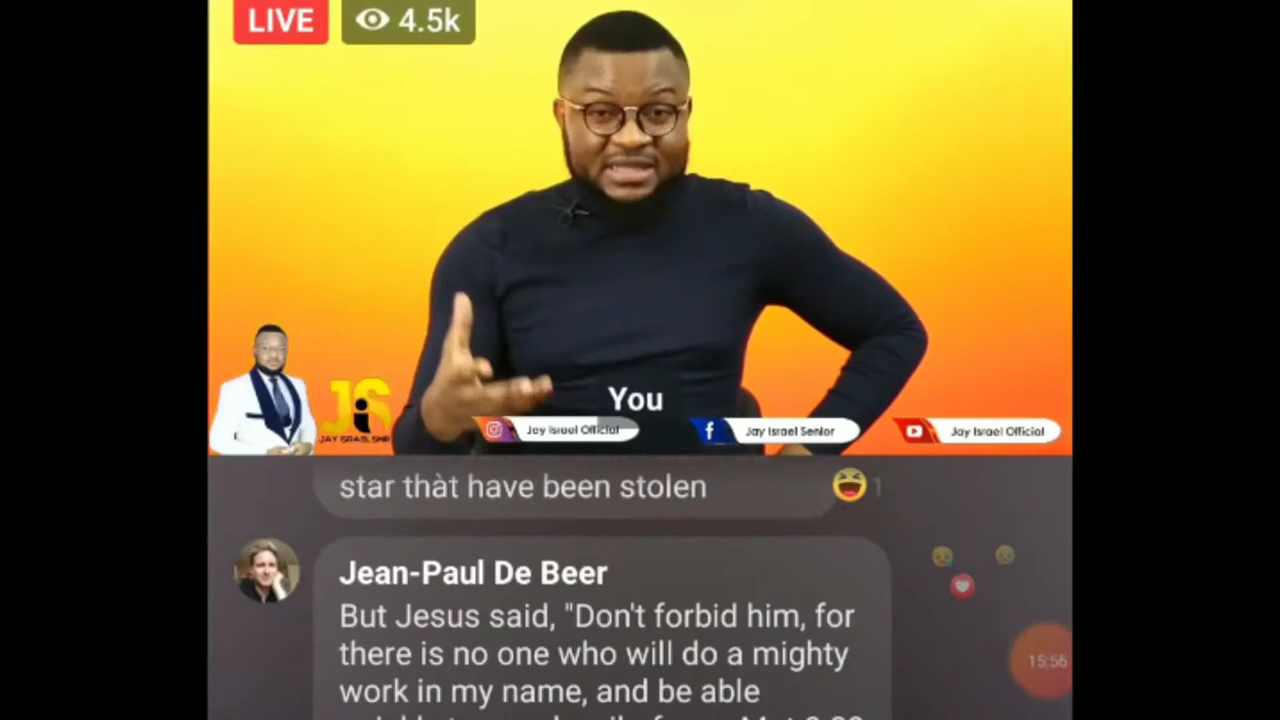 LIVE
4.5k
You
JS
JAY ISRAEL SNR
Jay Israel Official
Jay Israel Senior
Jay Israel Official
star thàt have been stolen
1
Jean-Paul De Beer
But Jesus said, "Don't forbid him, for
there is no one who will do a mighty
work in my name, and be able
15:56